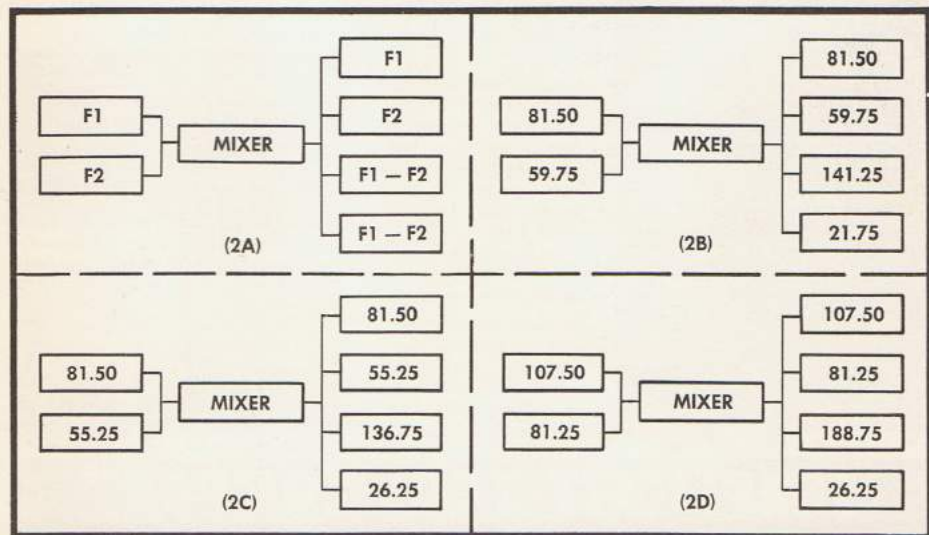 F1
F2
MIXER
F1
F2
F1 — F2
F1 — F2
(2A)
81.50
59.75
MIXER
81.50
59.75
141.25
21.75
(2B)
81.50
55.25
MIXER
81.50
55.25
136.75
26.25
(2C)
107.50
81.25
MIXER
107.50
81.25
188.75
26.25
(2D)